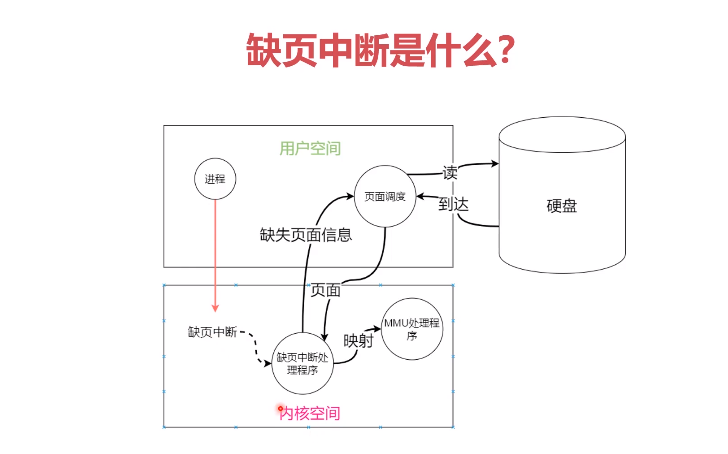 缺页中断是什么？
用户空间
进程
页面调度
读
到达
硬盘
缺失页面信息
页面
缺页中断
缺页中断处
理程序
映射
MMU处理程
序
内核空间